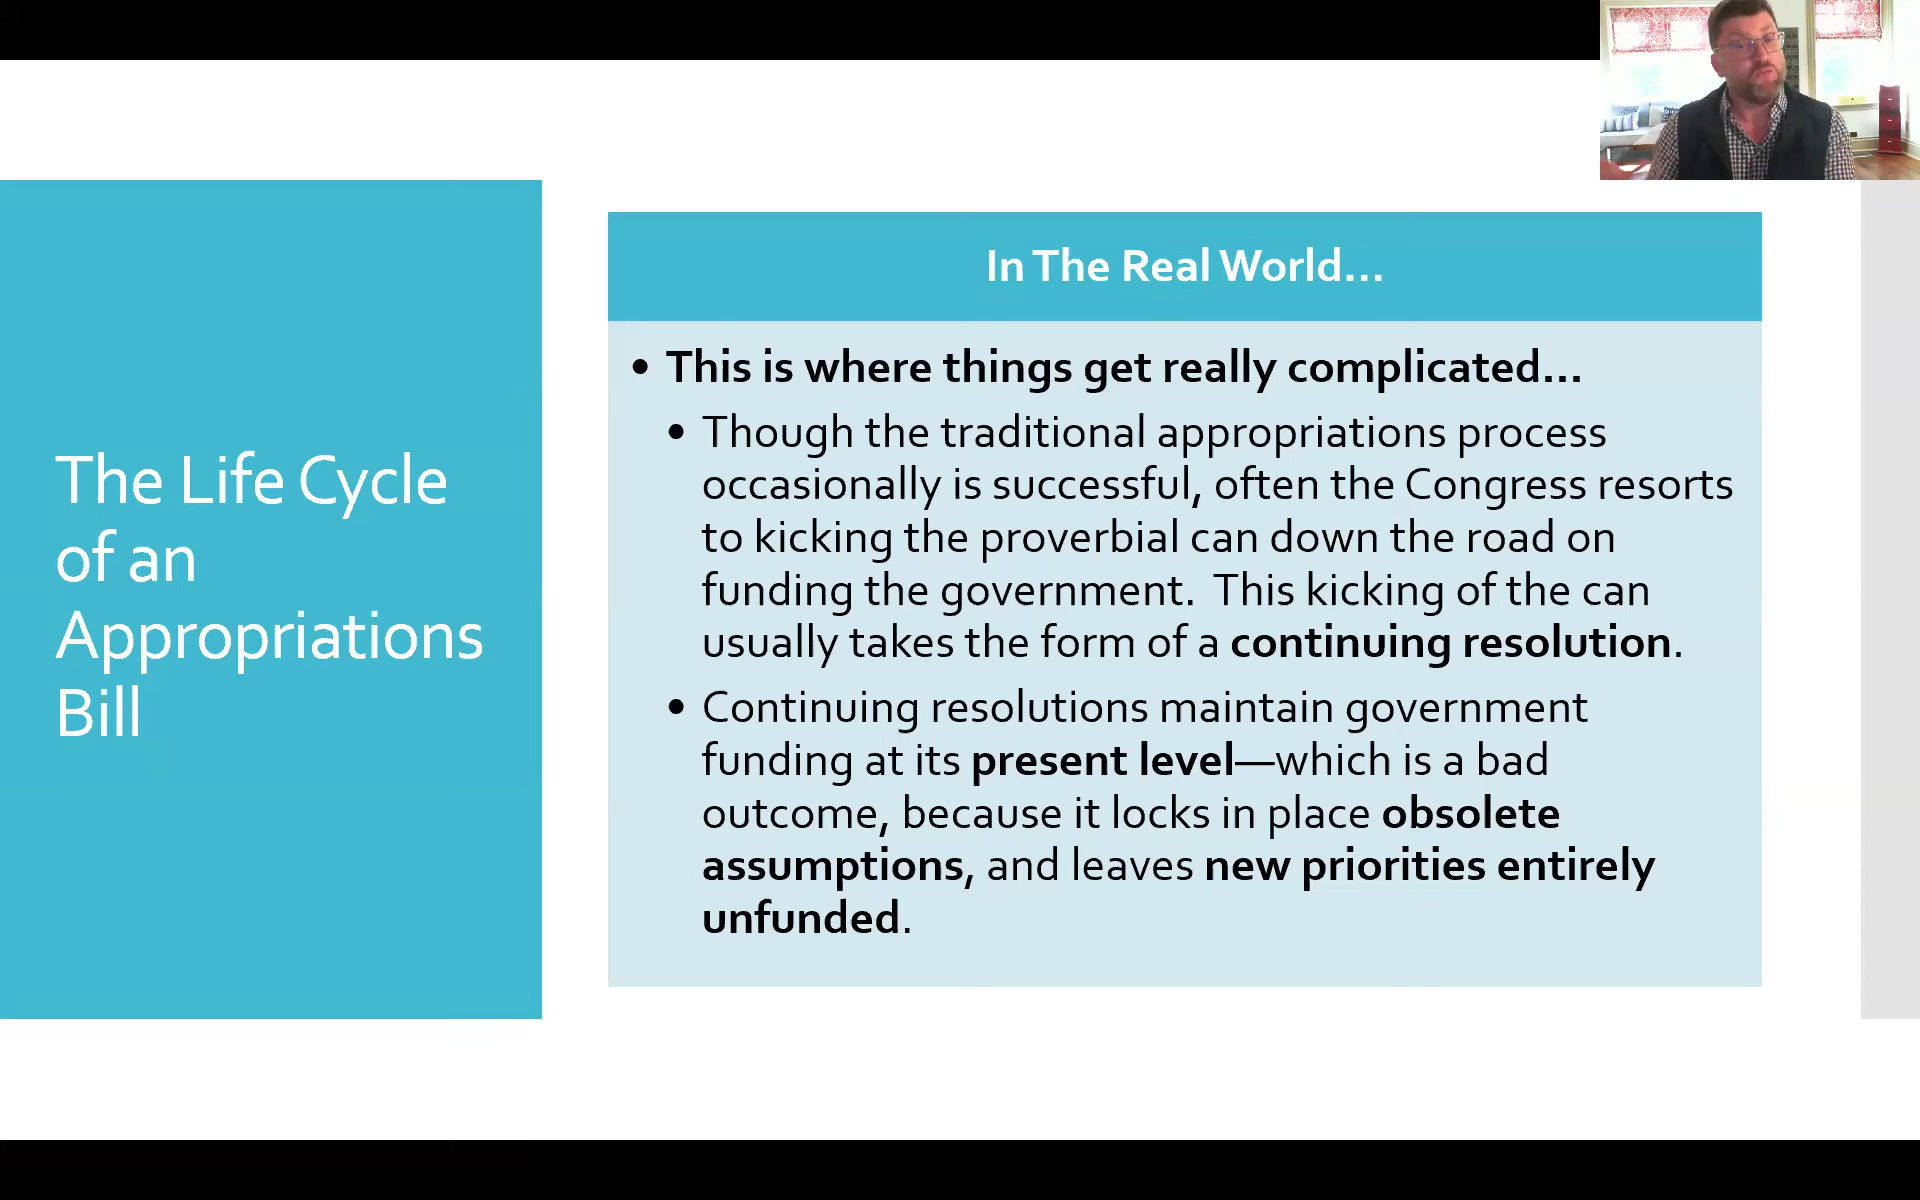 The Life Cycle
of an
Appropriations
Bill
In The Real World…
• This is where things get really complicated…
• Though the traditional appropriations process
occasionally is successful, often the Congress resorts
to kicking the proverbial can down the road on
funding the government.  This kicking of the can
usually takes the form of a continuing resolution.
• Continuing resolutions maintain government
funding at its present level—which is a bad
outcome, because it locks in place obsolete
assumptions, and leaves new priorities entirely
unfunded.